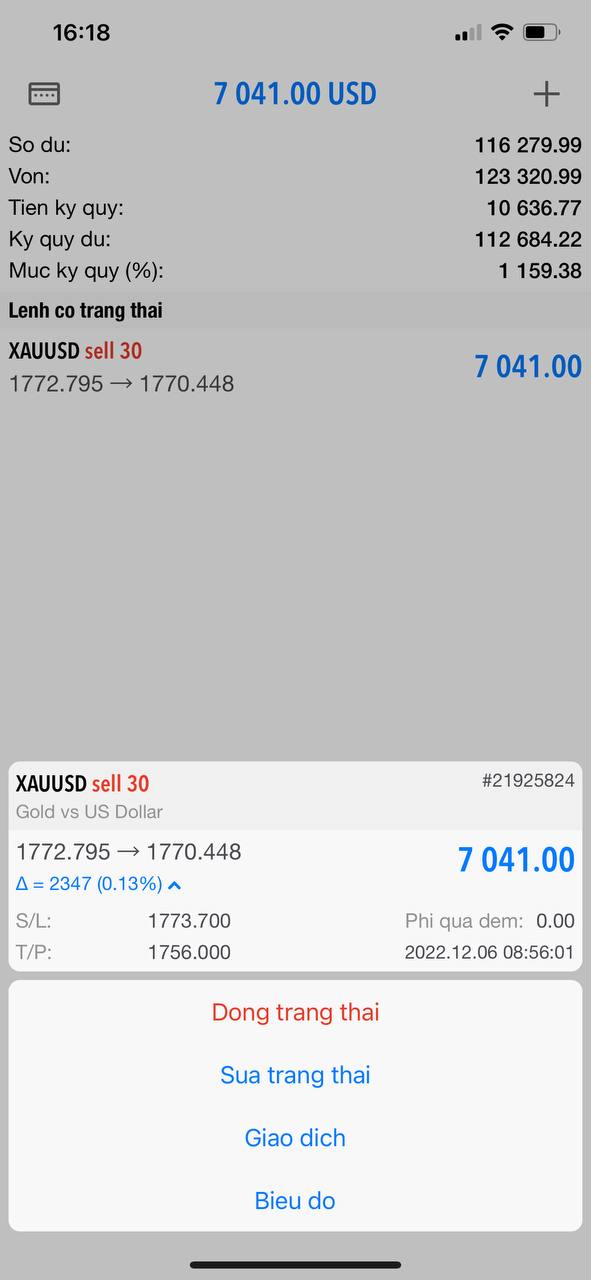 16:18
7 041.00 USD
So du: 116 279.99
Von: 123 320.99
Tien ky quy: 10 636.77
Ky quy du: 112 684.22
Muc ky quy (%): 1 159.38
Lenh co trang thai
XAUUSD sell 30
7 041.00
1772.795 → 1770.448
XAUUSD sell 30 #21925824
Gold vs US Dollar
1772.795 → 1770.448 7 041.00
Δ = 2347 (0.13%)
S/L: 1773.700 Phi qua dem: 0.00
T/P: 1756.000 2022.12.06 08:56:01
Dong trang thai
Sua trang thai
Giao dich
Bieu do